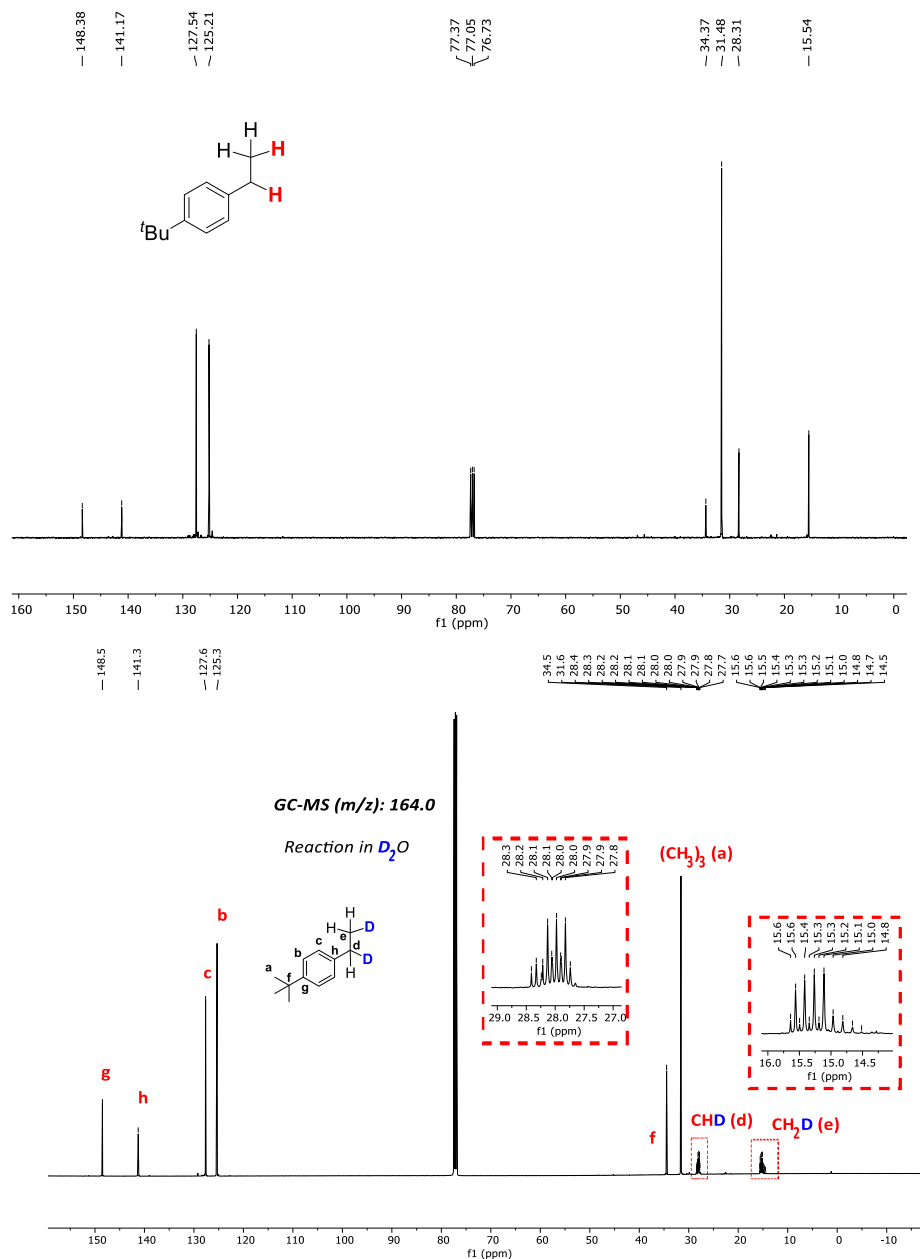 148.38
141.17
127.54
125.21
77.37
77.05
76.73
34.37
31.48
28.31
15.54
H
H
H
H
tBu
160 150 140 130 120 110 100 90 80 70 60 50 40 30 20 10 0
f1 (ppm)
148.5
141.3
127.6
125.3
34.5
31.6
28.4
28.3
28.2
28.2
28.1
28.1
28.0
28.0
27.9
27.9
27.8
27.7
15.6
15.6
15.5
15.4
15.3
15.3
15.2
15.1
15.0
14.8
14.7
14.5
GC-MS (m/z): 164.0
Reaction in D2O
H
H
D
e
d
D
H
c
b
h
a
f
g
b
c
g
h
28.3
28.2
28.1
28.1
28.0
28.0
27.9
27.9
27.8
29.0 28.5 28.0 27.5 27.0
f1 (ppm)
(CH3)3 (a)
15.6
15.6
15.4
15.3
15.3
15.2
15.1
15.0
14.8
16.0 15.5 15.0 14.5
f1 (ppm)
f
CHD (d)
CH2D (e)
150 140 130 120 110 100 90 80 70 60 50 40 30 20 10 0 -10
f1 (ppm)